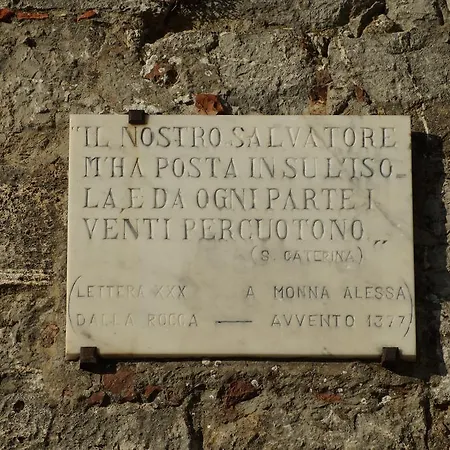 "IL NOSTRO SALVATORE
M'HA POSTA IN SU L'ISO
LA, E DA OGNI PARTE I
VENTI PERCUOTONO.„
(S. CATERINA)
(LETTERA XXX A MONNA ALESSA)
DALLA ROCCA — AVVENTO 1377)